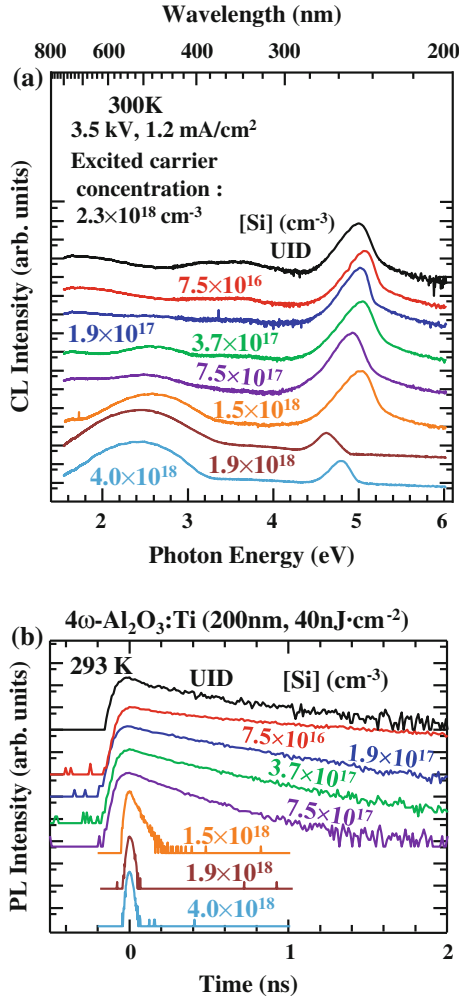 Wavelength (nm)
800 600 500 400 300 200
(a)
300K
3.5 kV, 1.2 mA/cm²
Excited carrier
concentration :
2.3×10¹⁸ cm⁻³
[Si] (cm⁻³)
UID
7.5×10¹⁶
1.9×10¹⁷
3.7×10¹⁷
7.5×10¹⁷
1.5×10¹⁸
1.9×10¹⁸
4.0×10¹⁸
CL Intensity (arb. units)
2 3 4 5 6
Photon Energy (eV)
4ω-Al₂O₃:Ti (200nm, 40nJ·cm⁻²)
(b)
293 K
UID [Si] (cm⁻³)
7.5×10¹⁶
1.9×10¹⁷
3.7×10¹⁷
7.5×10¹⁷
1.5×10¹⁸
1.9×10¹⁸
4.0×10¹⁸
PL Intensity (arb. units)
0 1 2
Time (ns)